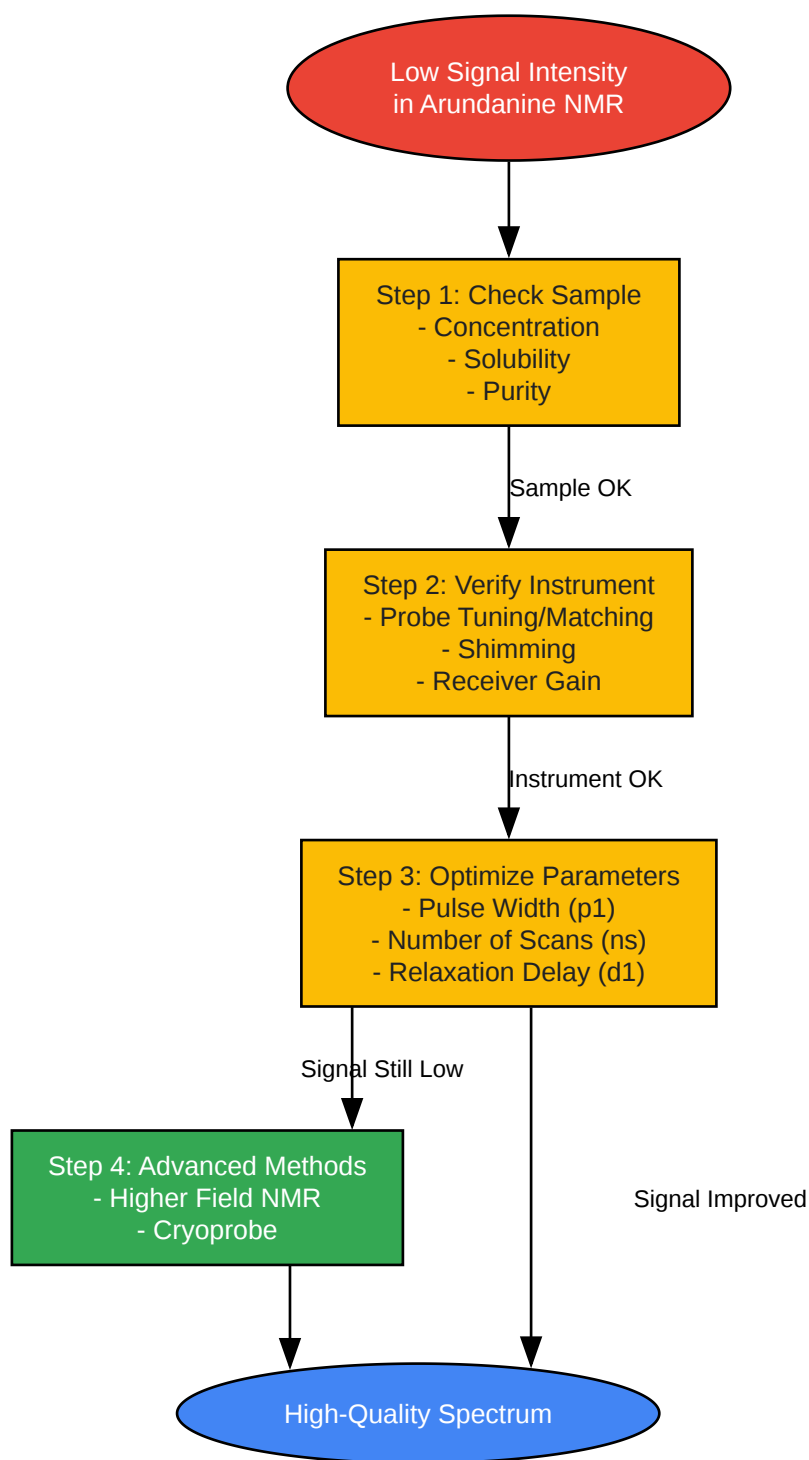 Low Signal Intensity
in Arundanine NMR
Step 1: Check Sample
- Concentration
- Solubility
- Purity
Sample OK
Step 2: Verify Instrument
- Probe Tuning/Matching
- Shimming
- Receiver Gain
Instrument OK
Step 3: Optimize Parameters
- Pulse Width (p1)
- Number of Scans (ns)
- Relaxation Delay (d1)
Signal Still Low
Step 4: Advanced Methods
- Higher Field NMR
- Cryoprobe
Signal Improved
High-Quality Spectrum